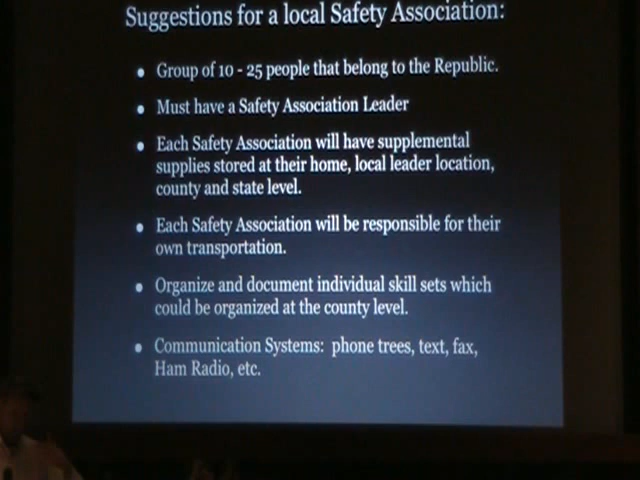 Suggestions for a local Safety Association:
• Group of 10 - 25 people that belong to the Republic.
• Must have a Safety Association Leader
• Each Safety Association will have supplemental
supplies stored at their home, local leader location,
county and state level.
• Each Safety Association will be responsible for their
own transportation.
• Organize and document individual skill sets which
could be organized at the county level.
• Communication Systems: phone trees, text, fax,
Ham Radio, etc.